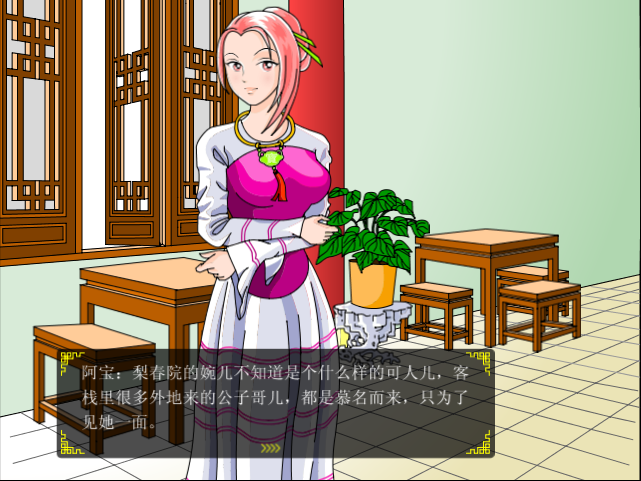 阿宝：梨春院的婉儿不知道是个什么样的可人儿，客
栈里很多外地来的公子哥儿，都是慕名而来，只为了
见她一面。